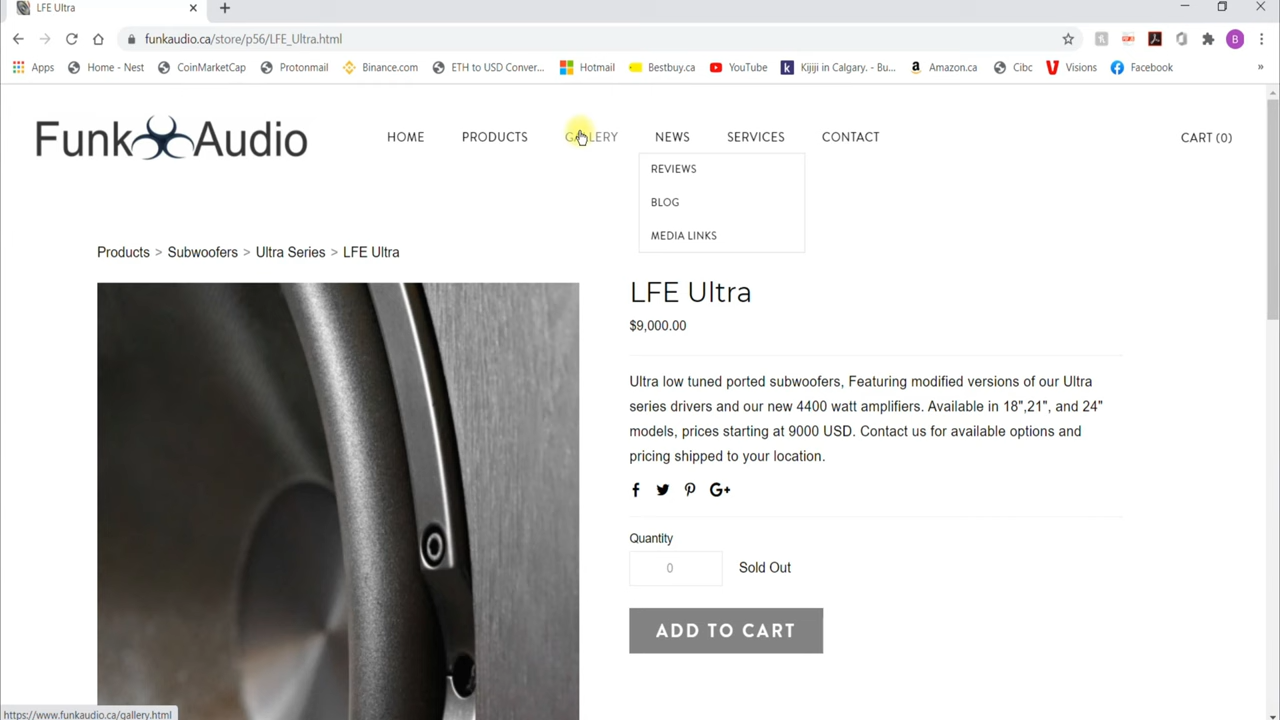 LFE Ultra
funkaudio.ca/store/p56/LFE_Ultra.html
B
Apps Home - Nest CoinMarketCap Protonmail Binance.com ETH to USD Conver... Hotmail Bestbuy.ca YouTube Kijiji in Calgary. - Bu... Amazon.ca Cibc Visions Facebook »
Funk Audio HOME PRODUCTS GALLERY NEWS SERVICES CONTACT CART (0)
REVIEWS
BLOG
MEDIA LINKS
Products > Subwoofers > Ultra Series > LFE Ultra
LFE Ultra
$9,000.00
Ultra low tuned ported subwoofers, Featuring modified versions of our Ultra
series drivers and our new 4400 watt amplifiers. Available in 18",21", and 24"
models, prices starting at 9000 USD. Contact us for available options and
pricing shipped to your location.
Quantity
0 Sold Out
ADD TO CART
https://www.funkaudio.ca/gallery.html